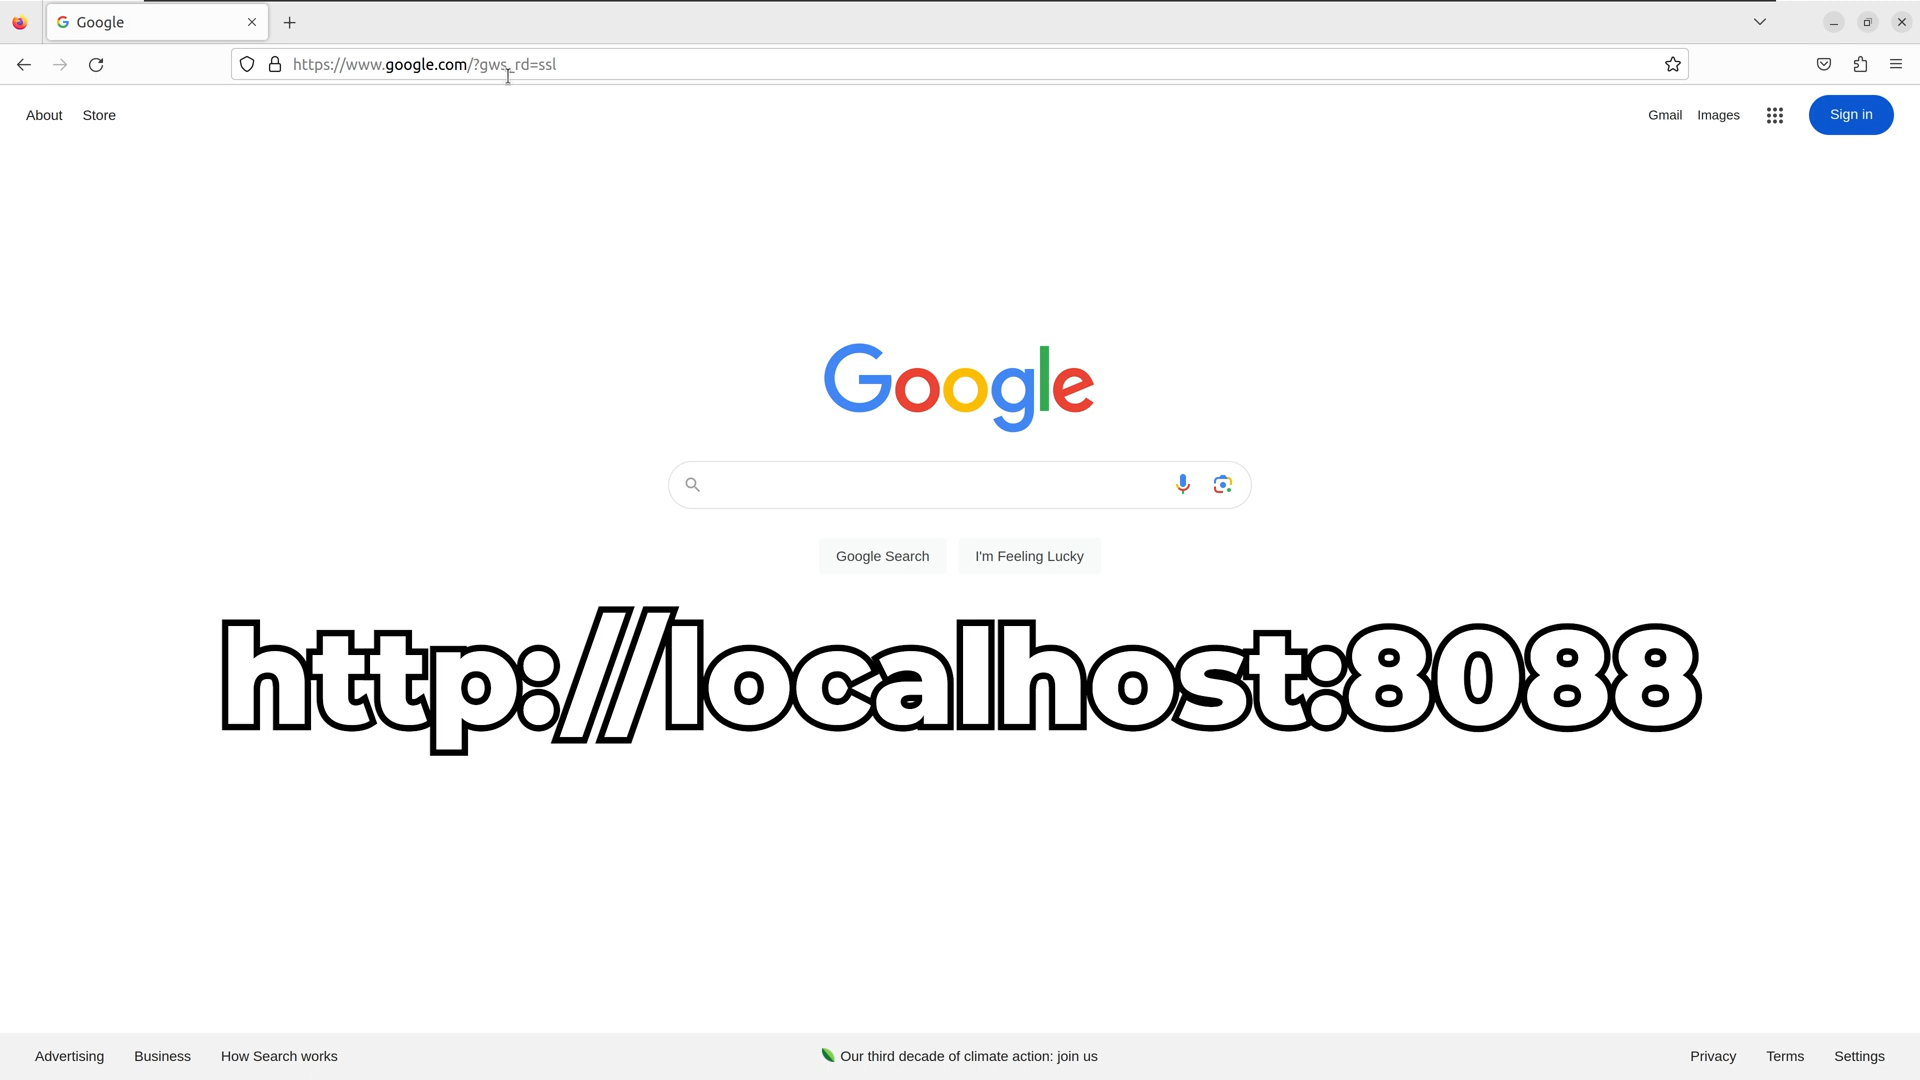 Google
https://www.google.com/?gws_rd=ssl
About Store Gmail Images Sign in
Google
Google Search I'm Feeling Lucky
http://localhost:8088
Advertising Business How Search works Our third decade of climate action: join us Privacy Terms Settings